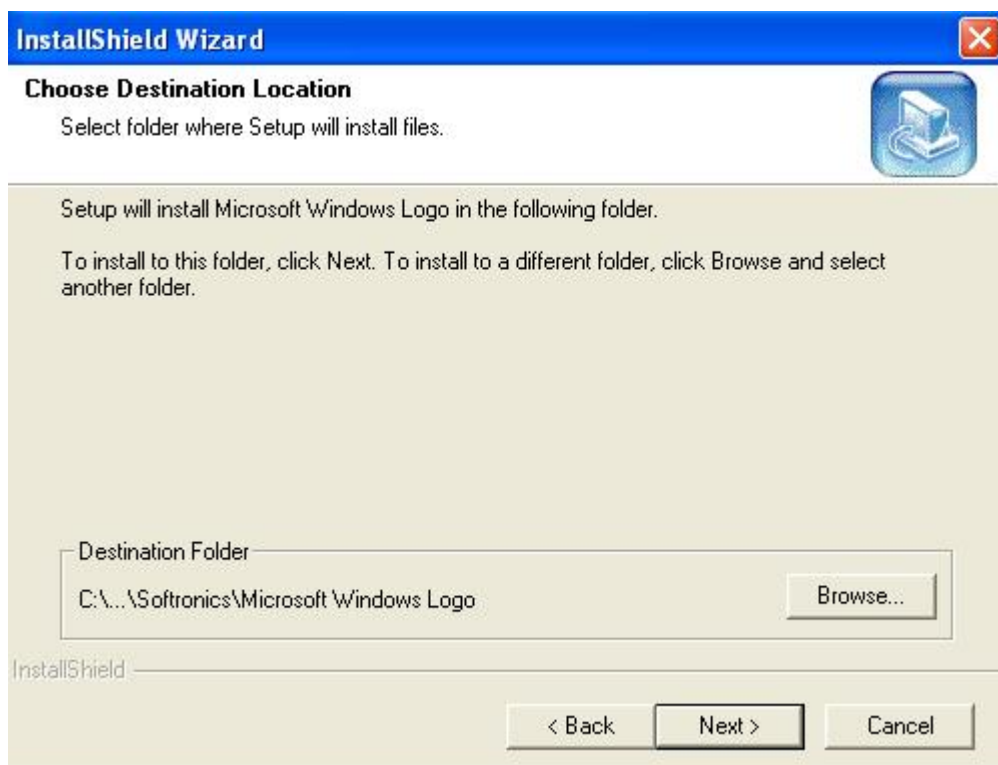 InstallShield Wizard
Choose Destination Location
Select folder where Setup will install files.
Setup will install Microsoft Windows Logo in the following folder.
To install to this folder, click Next. To install to a different folder, click Browse and select
another folder.
Destination Folder
C:\...\Softronics\Microsoft Windows Logo
Browse...
InstallShield
< Back
Next >
Cancel